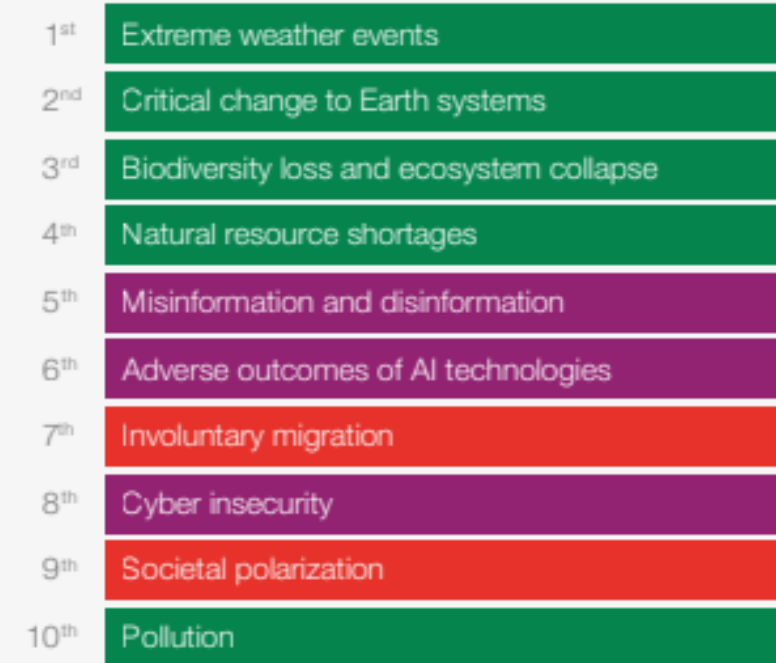 1st Extreme weather events
2nd Critical change to Earth systems
3rd Biodiversity loss and ecosystem collapse
4th Natural resource shortages
5th Misinformation and disinformation
6th Adverse outcomes of AI technologies
7th Involuntary migration
8th Cyber insecurity
9th Societal polarization
10th Pollution